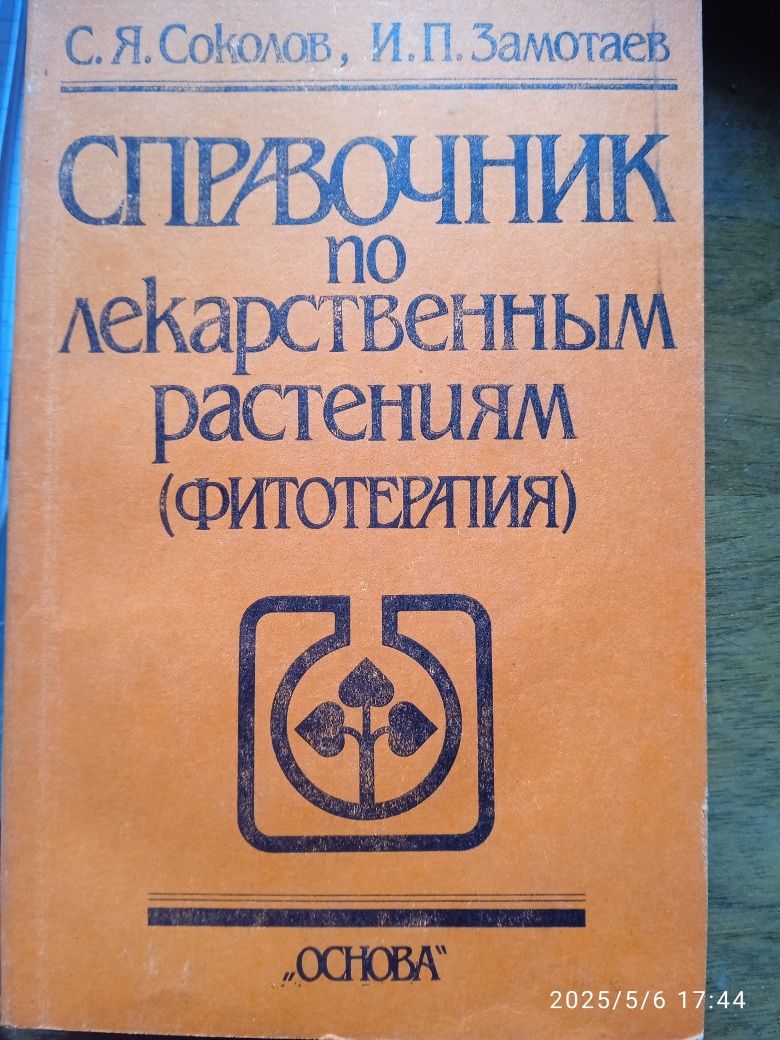 С. Я. Соколов, И. П. Замотаев
СПРАВОЧНИК
по
лекарственным
растениям
(ФИТОТЕРАПИЯ)
„ОСНОВА“
2025/5/6 17:44